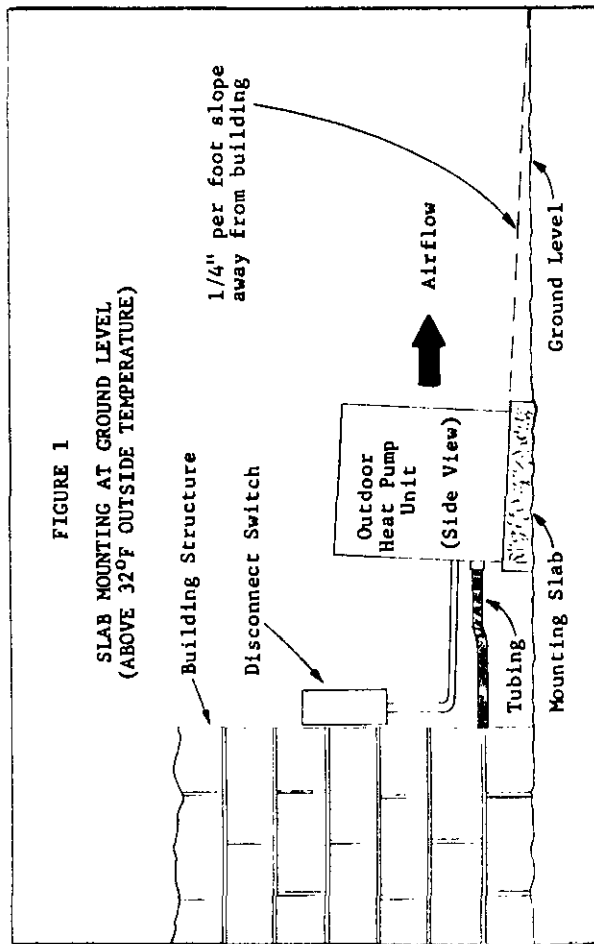 FIGURE 1
SLAB MOUNTING AT GROUND LEVEL
(ABOVE 32°F OUTSIDE TEMPERATURE)
Building Structure
Disconnect Switch
1/4" per foot slope
away from building
Airflow
Outdoor
Heat Pump
Unit
(Side View)
Tubing
Mounting Slab
Ground Level